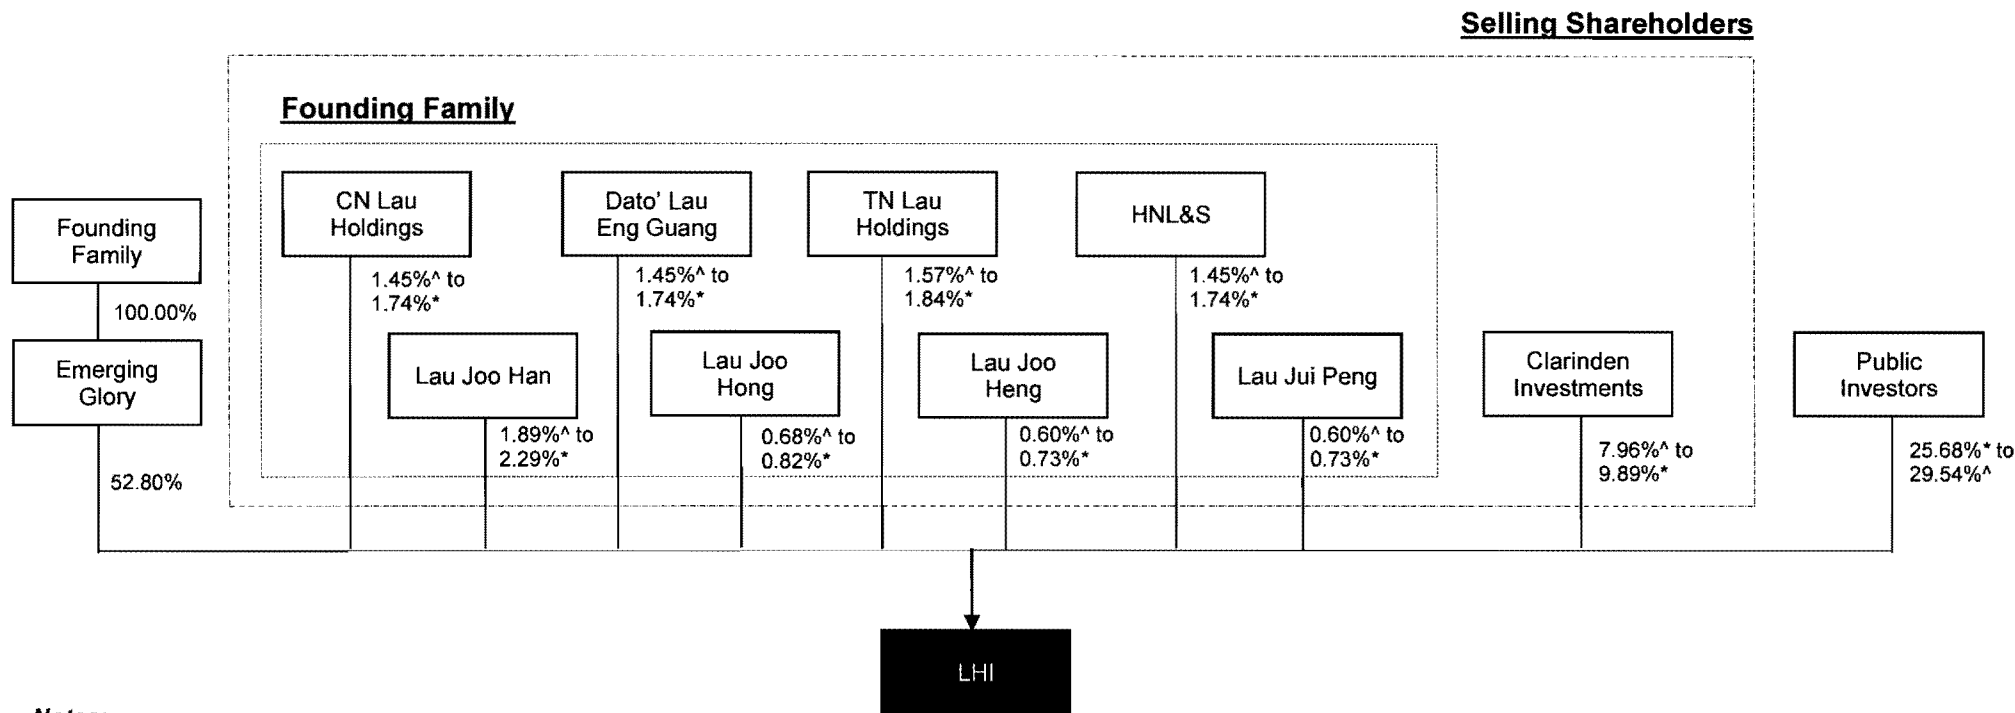 Selling Shareholders
Founding Family
Founding
Family
100.00%
Emerging
Glory
52.80%
CN Lau
Holdings
1.45%^ to
1.74%*
Dato' Lau
Eng Guang
1.45%^ to
1.74%*
TN Lau
Holdings
1.57%^ to
1.84%*
HNL&S
1.45%^ to
1.74%*
Lau Joo Han
1.89%^ to
2.29%*
Lau Joo
Hong
0.68%^ to
0.82%*
Lau Joo
Heng
0.60%^ to
0.73%*
Lau Jui Peng
0.60%^ to
0.73%*
Clarinden
Investments
7.96%^ to
9.89%*
Public
Investors
25.68%* to
29.54%^
LHI